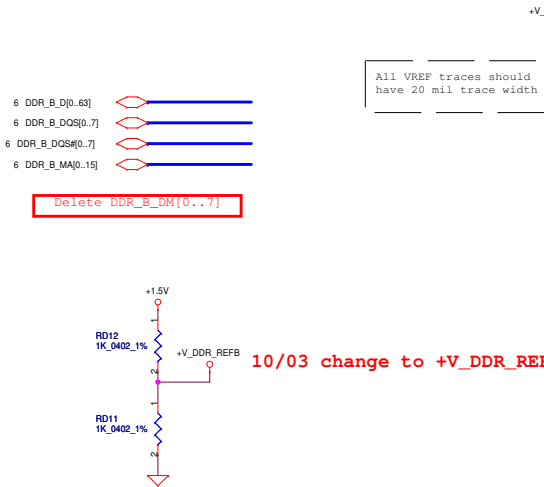 +V_
All VREF traces should
have 20 mil trace width
6 DDR_B_D[0..63]
6 DDR_B_DQS[0..7]
6 DDR_B_DQS#[0..7]
6 DDR_B_MA[0..15]
Delete DDR_B_DM[0..7]
+1.5V
1
RD12
1K_0402_1%
2
+V_DDR_REFB
10/03 change to +V_DDR_REF
1
RD11
1K_0402_1%
2